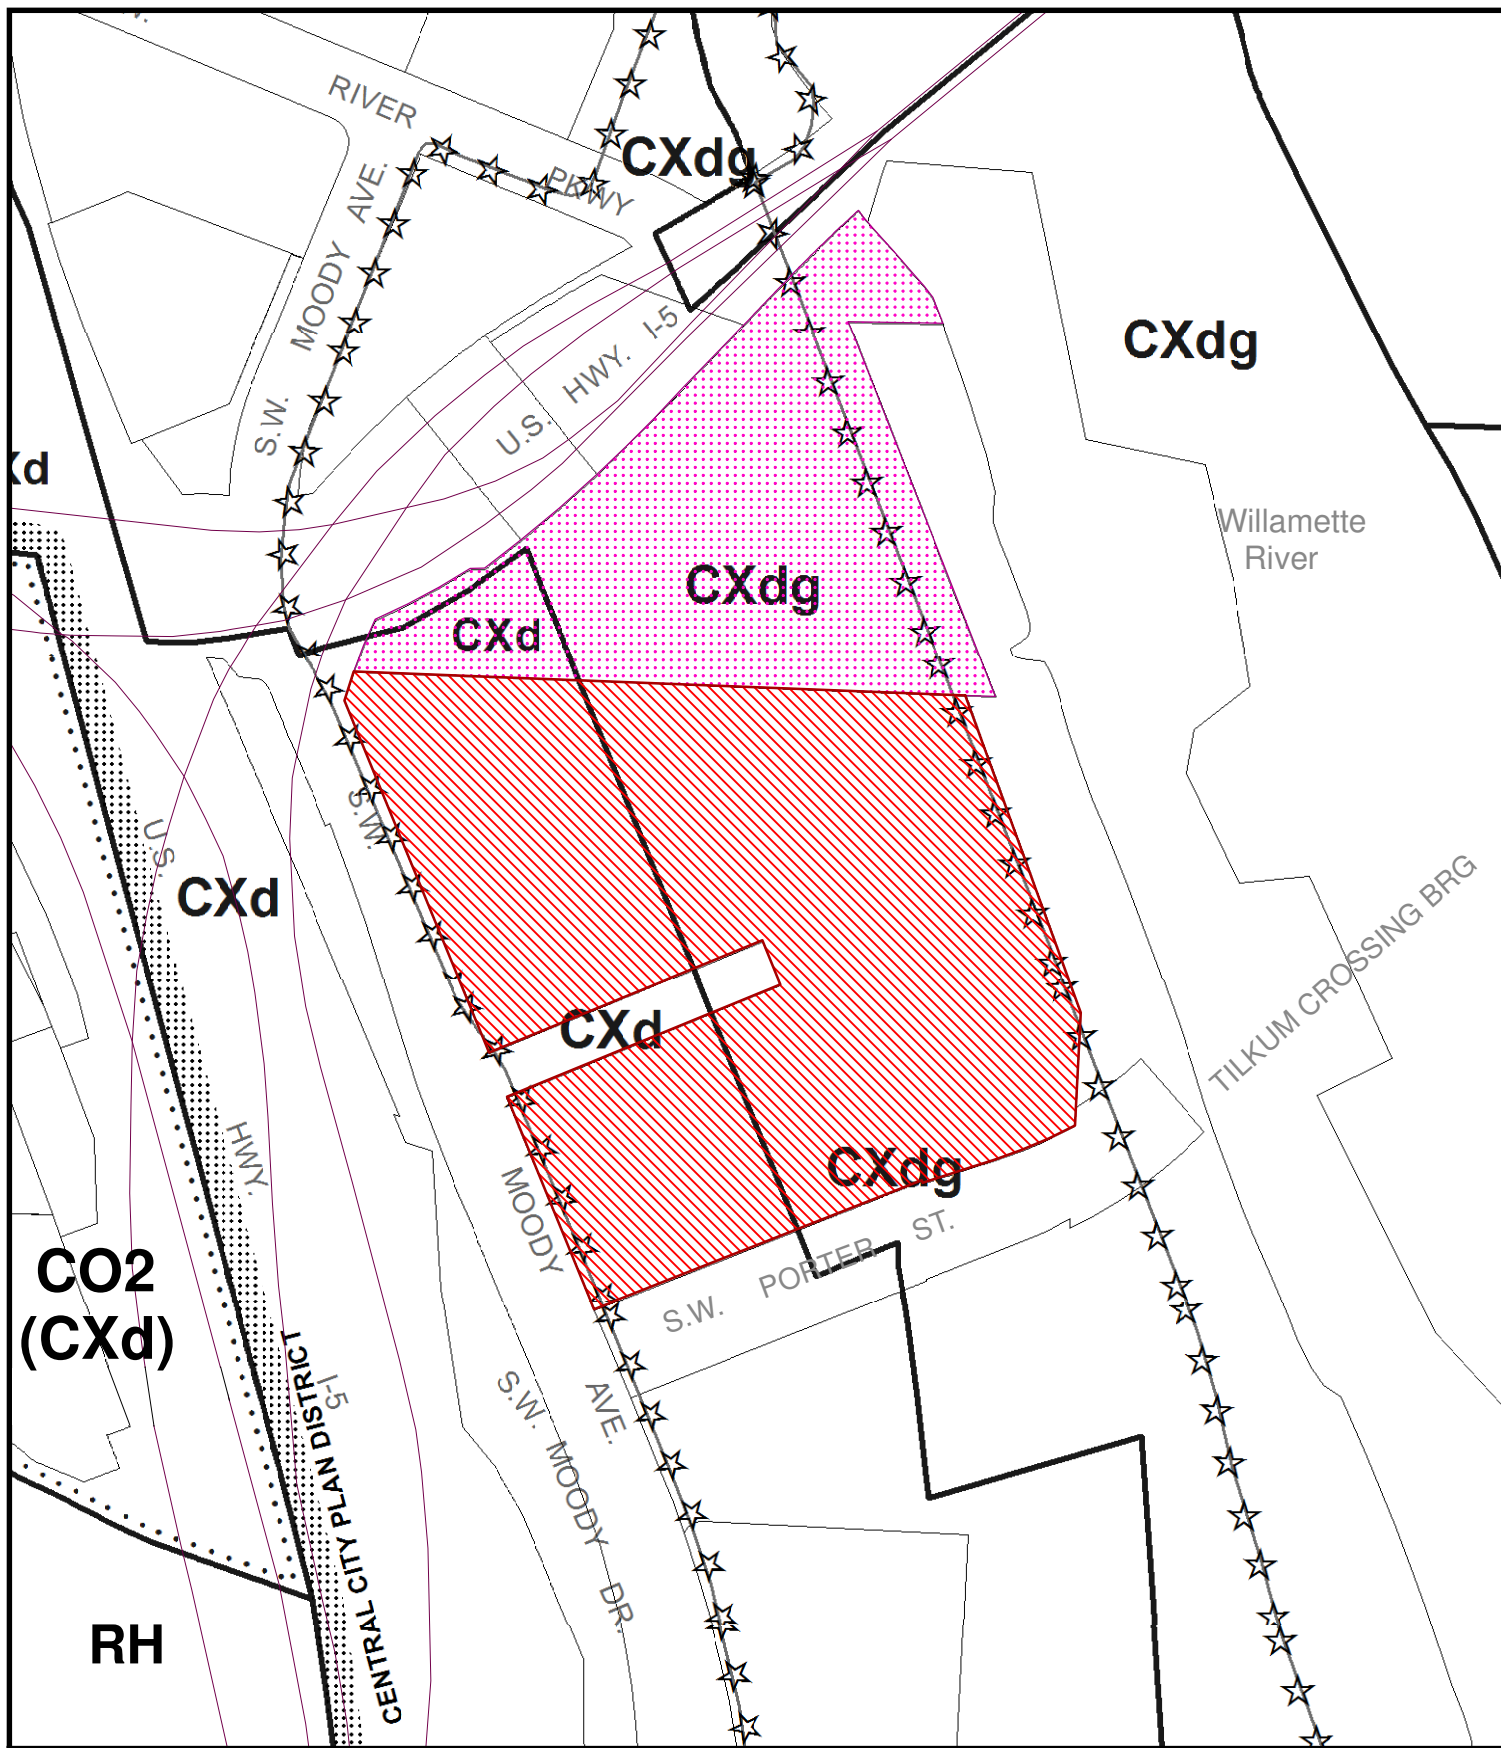 RIVER
PKWY
CXdg
S.W. MOODY AVE.
U.S. HWY. I-5
CXdg
Xd
Willamette
River
CXdg
CXd
U.S. HWY. I-5
CXd
S.W. MOODY AVE.
CXd
TILKUM CROSSING BRG
CXdg
S.W. PORTER ST.
CO2
(CXd)
CENTRAL CITY PLAN DISTRICT
S.W. MOODY DR.
RH